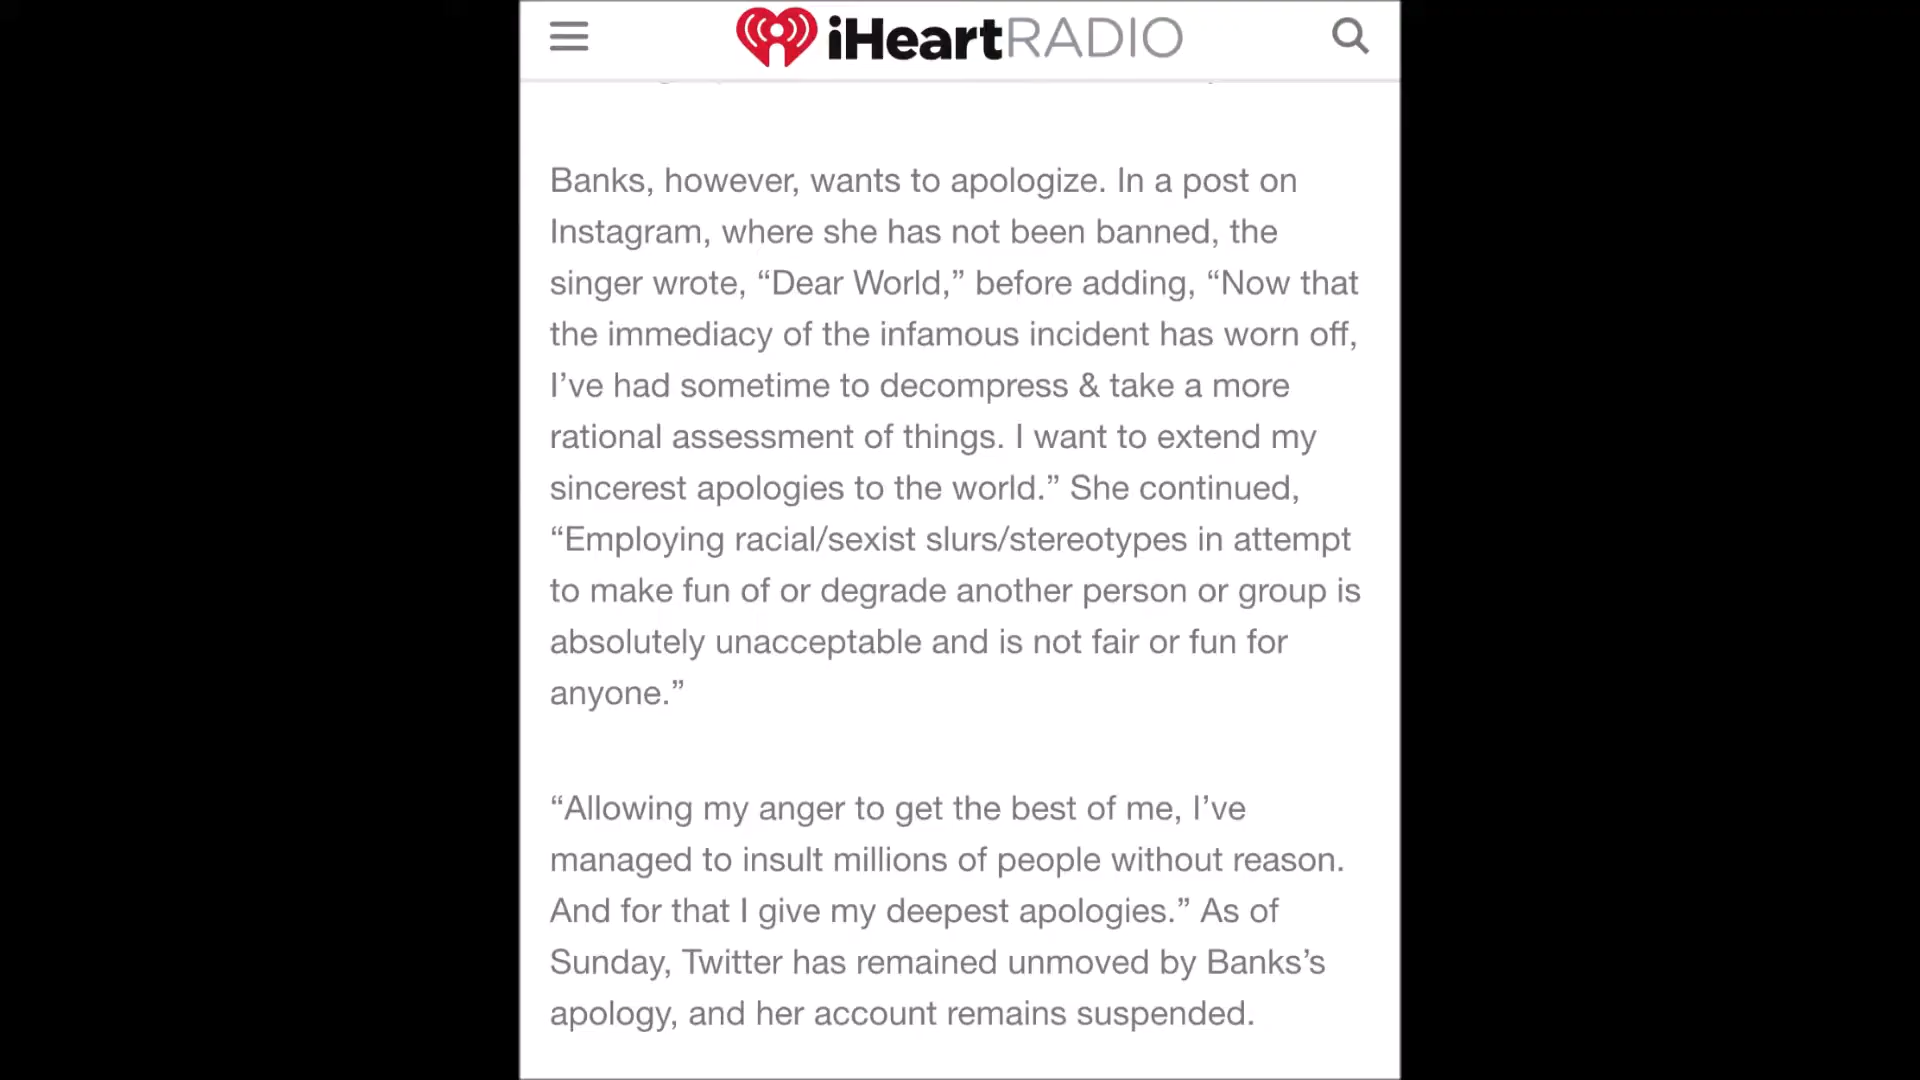 iHeartRADIO
Banks, however, wants to apologize. In a post on
Instagram, where she has not been banned, the
singer wrote, “Dear World,” before adding, “Now that
the immediacy of the infamous incident has worn off,
I’ve had sometime to decompress & take a more
rational assessment of things. I want to extend my
sincerest apologies to the world.” She continued,
“Employing racial/sexist slurs/stereotypes in attempt
to make fun of or degrade another person or group is
absolutely unacceptable and is not fair or fun for
anyone.”
“Allowing my anger to get the best of me, I’ve
managed to insult millions of people without reason.
And for that I give my deepest apologies.” As of
Sunday, Twitter has remained unmoved by Banks’s
apology, and her account remains suspended.